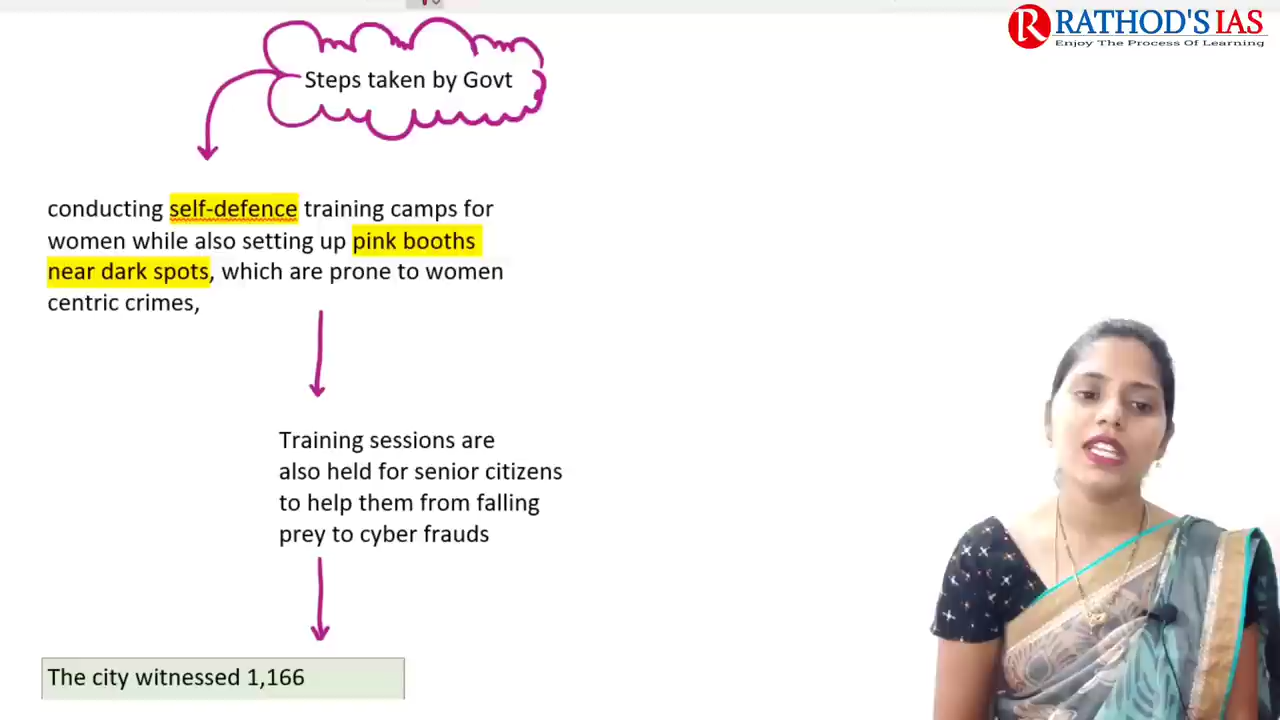 RATHOD'S IAS
Enjoy The Process Of Learning
Steps taken by Govt
conducting self-defence training camps for
women while also setting up pink booths
near dark spots, which are prone to women
centric crimes,
Training sessions are
also held for senior citizens
to help them from falling
prey to cyber frauds
The city witnessed 1,166